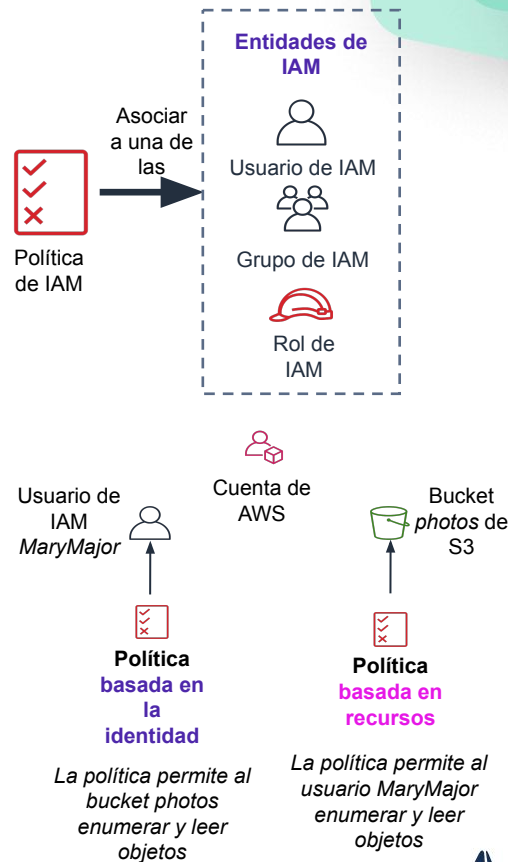 Entidades de
IAM
Asociar
a una de
las
Usuario de IAM
Política
de IAM
Grupo de IAM
Rol de
IAM
Cuenta de
AWS
Usuario de
IAM
MaryMajor
Bucket
photos de
S3
Política
basada en
la
identidad
La política permite al
bucket photos
enumerar y leer
objetos
Política
basada en
recursos
La política permite al
usuario MaryMajor
enumerar y leer
objetos